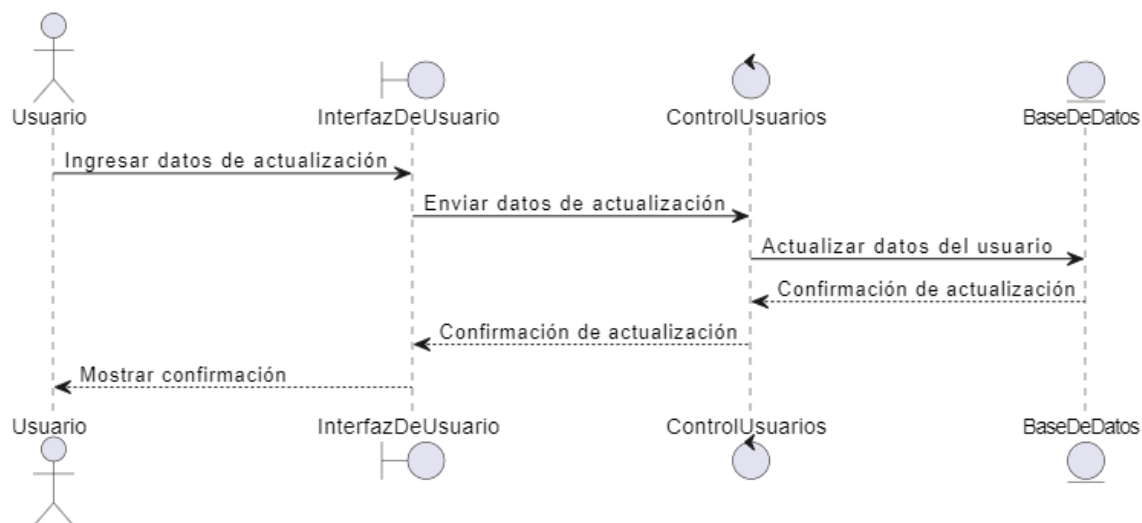 Usuario
InterfazDeUsuario
ControlUsuarios
BaseDeDatos
Ingresar datos de actualización
Enviar datos de actualización
Actualizar datos del usuario
Confirmación de actualización
Confirmación de actualización
Mostrar confirmación
Usuario
InterfazDeUsuario
ControlUsuarios
BaseDeDatos